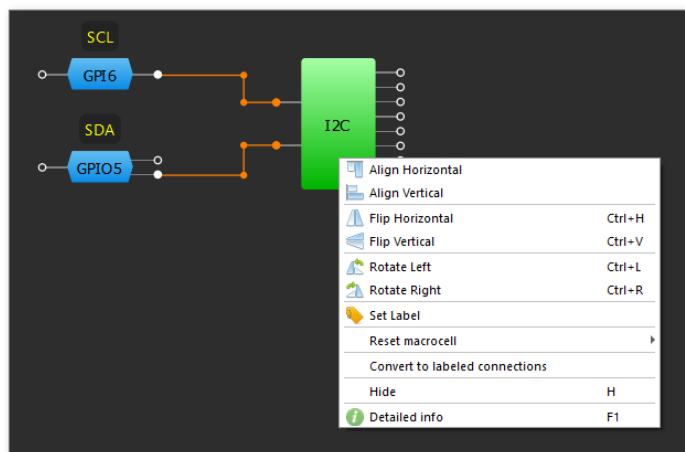 SCL
GPI6
I2C
SDA
GPIO5
Align Horizontal
Align Vertical
Flip Horizontal Ctrl+H
Flip Vertical Ctrl+V
Rotate Left Ctrl+L
Rotate Right Ctrl+R
Set Label
Reset macrocell
Convert to labeled connections
Hide H
Detailed info F1